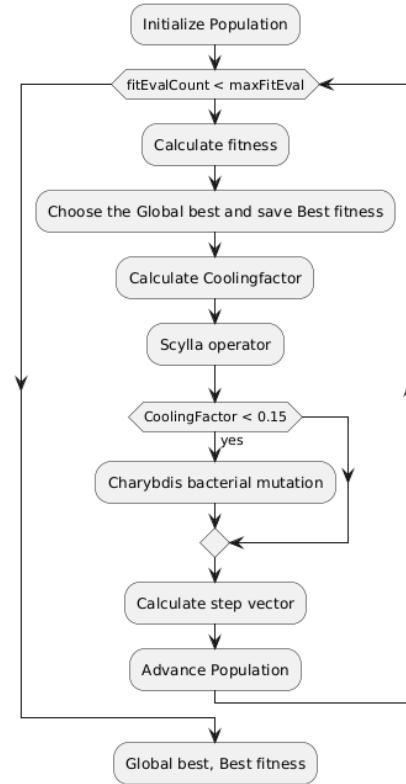 Initialize Population
fitEvalCount < maxFitEval
Calculate fitness
Choose the Global best and save Best fitness
Calculate Coolingfactor
Scylla operator
CoolingFactor < 0.15
yes
Charybdis bacterial mutation
Calculate step vector
Advance Population
Global best, Best fitness